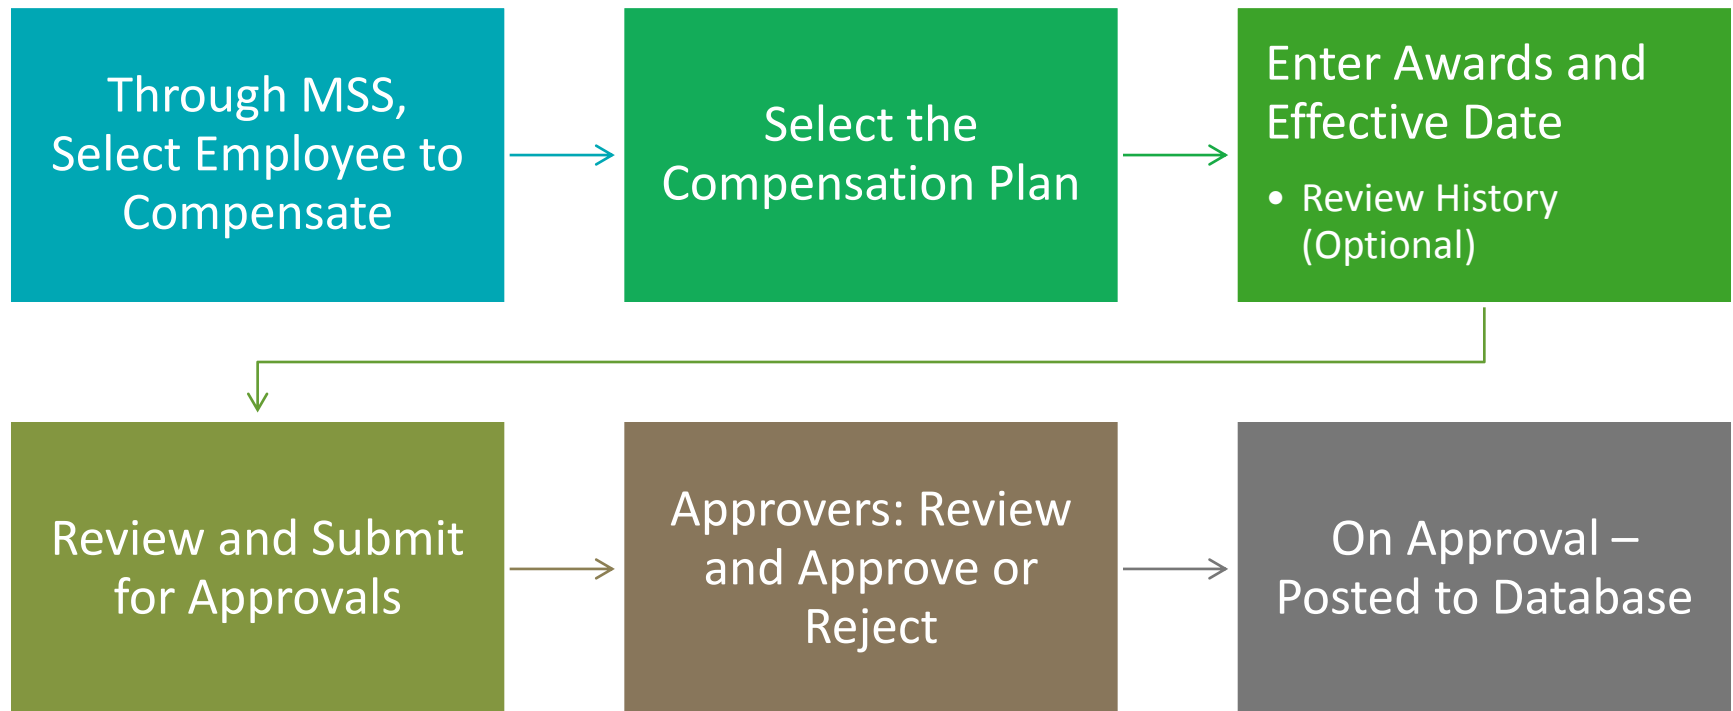 Through MSS,
Select Employee to
Compensate
Select the
Compensation Plan
Enter Awards and
Effective Date
• Review History
(Optional)
Review and Submit
for Approvals
Approvers: Review
and Approve or
Reject
On Approval –
Posted to Database